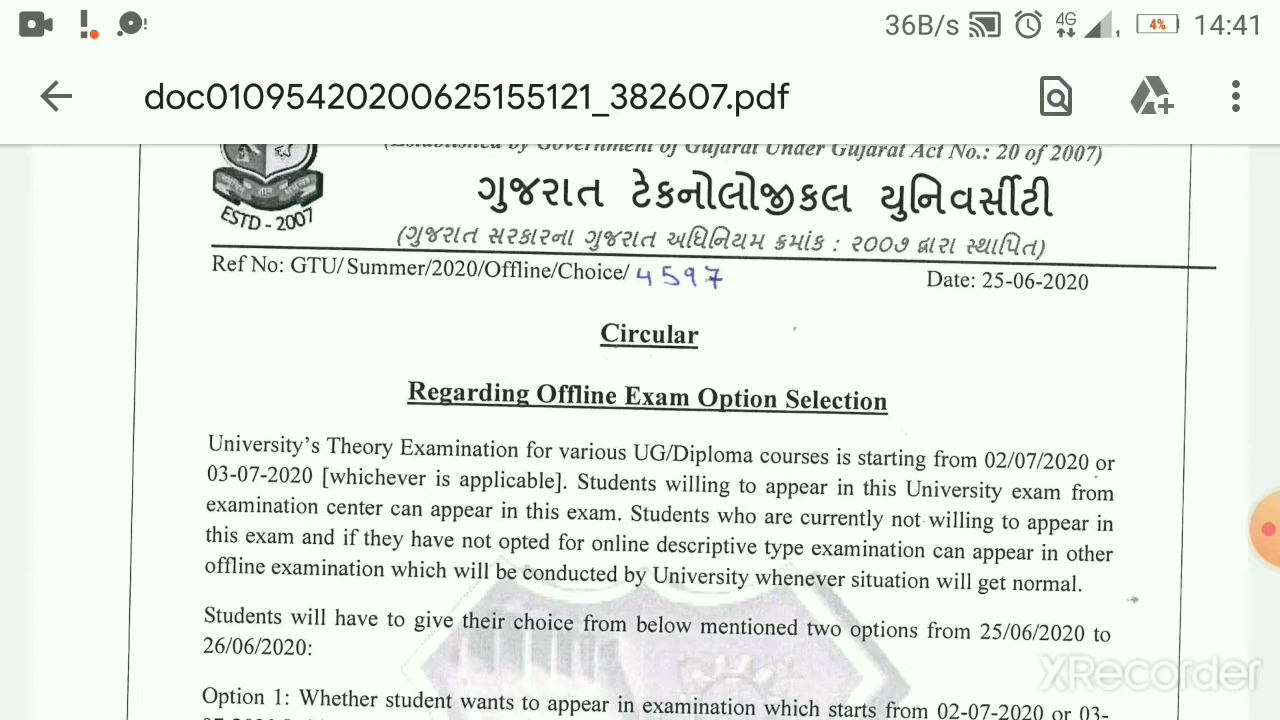 36B/s 4G 4% 14:41
doc01095420200625155121_382607.pdf
(Established by Government of Gujarat Under Gujarat Act No.: 20 of 2007)
ગુજરાત ટેકનોલોજીકલ યુનિવર્સીટી
ESTD - 2007
(ગુજરાત સરકારના ગુજરાત અધિનિયમ ક્રમાંક : ૨૦૦૭ દ્વારા સ્થાપિત)
Ref No: GTU/Summer/2020/Offline/Choice/ 4597 Date: 25-06-2020
Circular
Regarding Offline Exam Option Selection
University's Theory Examination for various UG/Diploma courses is starting from 02/07/2020 or
03-07-2020 [whichever is applicable]. Students willing to appear in this University exam from
examination center can appear in this exam. Students who are currently not willing to appear in
this exam and if they have not opted for online descriptive type examination can appear in other
offline examination which will be conducted by University whenever situation will get normal.
Students will have to give their choice from below mentioned two options from 25/06/2020 to
26/06/2020:
Option 1: Whether student wants to appear in examination which starts from 02-07-2020 or 03-
XRecorder